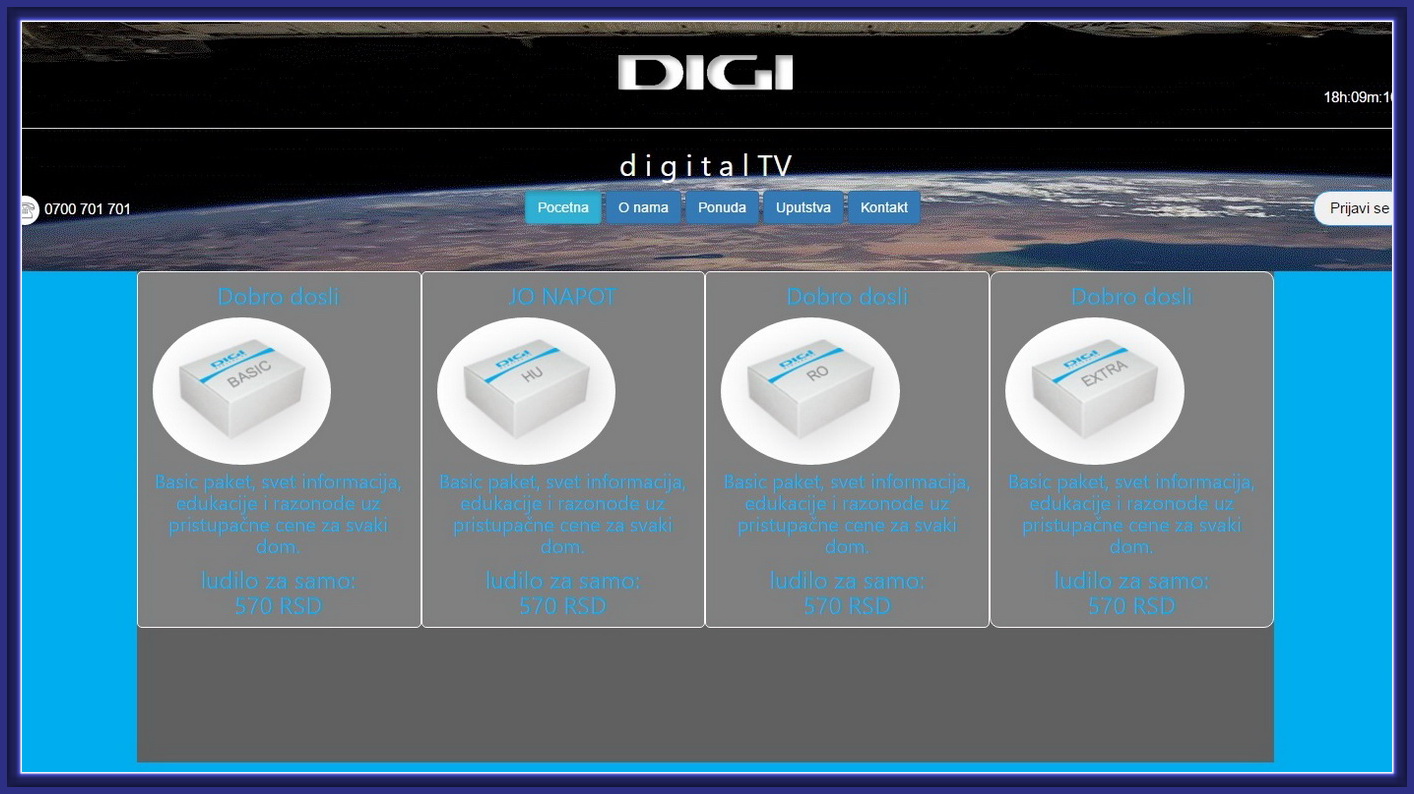 DIGI
18h:09m:1
d i g i t a l TV
0700 701 701
Pocetna
O nama
Ponuda
Uputstva
Kontakt
Prijavi se
Dobro dosli
DIGI
BASIC
Basic paket, svet informacija,
edukacije i razonode uz
pristupačne cene za svaki
dom.
ludilo za samo:
570 RSD
JO NAPOT
DIGI
HU
Basic paket, svet informacija,
edukacije i razonode uz
pristupačne cene za svaki
dom.
ludilo za samo:
570 RSD
Dobro dosli
DIGI
RO
Basic paket, svet informacija,
edukacije i razonode uz
pristupačne cene za svaki
dom.
ludilo za samo:
570 RSD
Dobro dosli
DIGI
EXTRA
Basic paket, svet informacija,
edukacije i razonode uz
pristupačne cene za svaki
dom.
ludilo za samo:
570 RSD